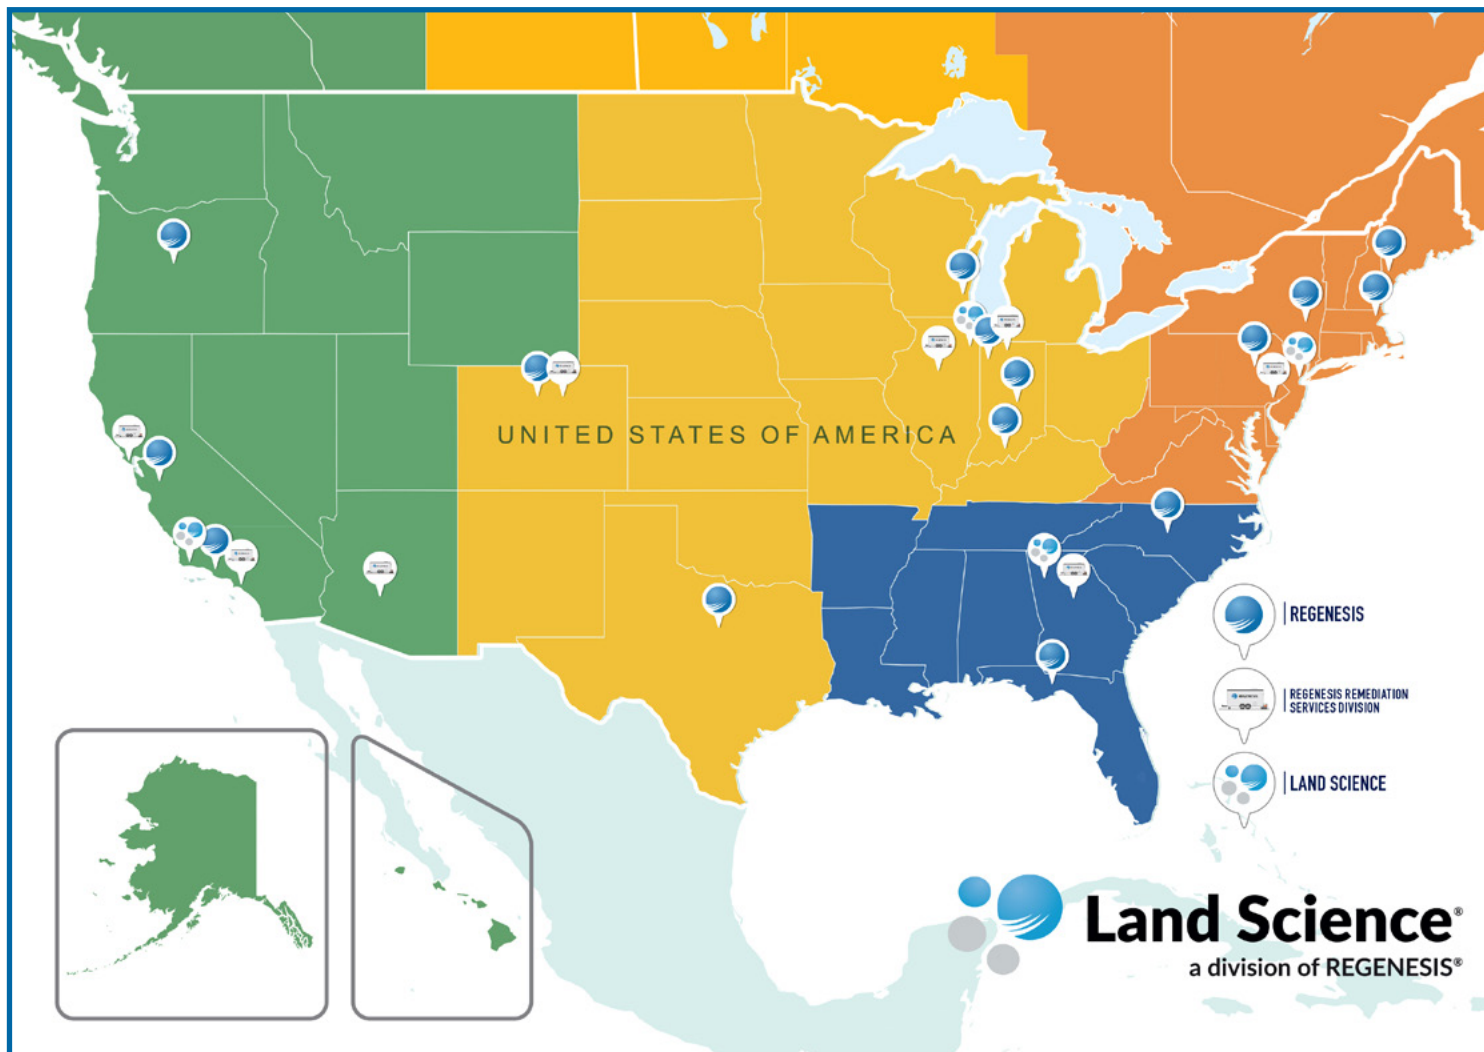 UNITED STATES OF AMERICA
REGENESIS
REGENESIS REMEDIATION
SERVICES DIVISION
LAND SCIENCE
Land Science®
a division of REGENESIS®